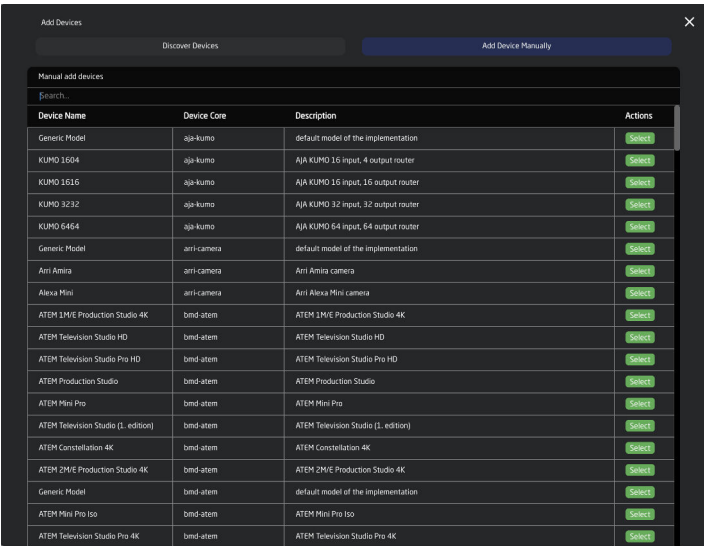 Add Devices
Discover Devices Add Device Manually
Manual add devices
Search...
Device Name Device Core Description Actions
Generic Model aja-kumo default model of the implementation Select
KUMO 1604 aja-kumo AJA KUMO 16 input, 4 output router Select
KUMO 1616 aja-kumo AJA KUMO 16 input, 16 output router Select
KUMO 3232 aja-kumo AJA KUMO 32 input, 32 output router Select
KUMO 6464 aja-kumo AJA KUMO 64 input, 64 output router Select
Generic Model arri-camera default model of the implementation Select
Arri Amira arri-camera Arri Amira camera Select
Alexa Mini arri-camera Arri Alexa Mini camera Select
ATEM 1M/E Production Studio 4K bmd-atem ATEM 1M/E Production Studio 4K Select
ATEM Television Studio HD bmd-atem ATEM Television Studio HD Select
ATEM Television Studio Pro HD bmd-atem ATEM Television Studio Pro HD Select
ATEM Production Studio bmd-atem ATEM Production Studio Select
ATEM Mini Pro bmd-atem ATEM Mini Pro Select
ATEM Television Studio (1. edition) bmd-atem ATEM Television Studio (1. edition) Select
ATEM Constellation 4K bmd-atem ATEM Constellation 4K Select
ATEM 2M/E Production Studio 4K bmd-atem ATEM 2M/E Production Studio 4K Select
Generic Model bmd-atem default model of the implementation Select
ATEM Mini Pro Iso bmd-atem ATEM Mini Pro Iso Select
ATEM Television Studio Pro 4K bmd-atem ATEM Television Studio Pro 4K Select